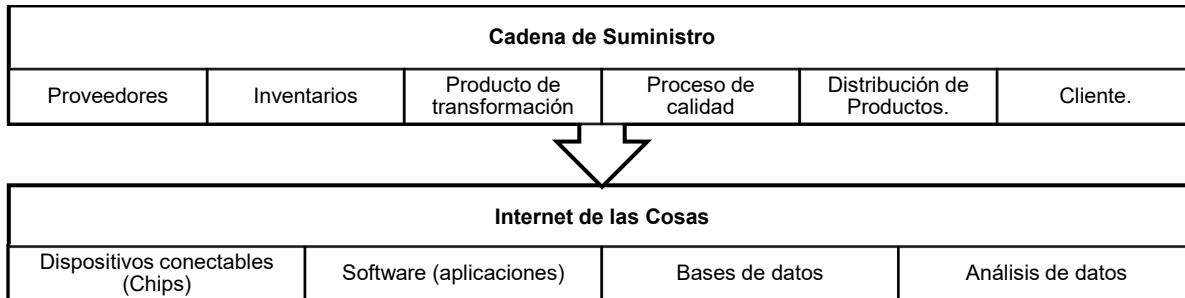 Cadena de Suministro
Proveedores
Inventarios
Producto de
transformación
Proceso de
calidad
Distribución de
Productos.
Cliente.
Internet de las Cosas
Dispositivos conectables
(Chips)
Software (aplicaciones)
Bases de datos
Análisis de datos